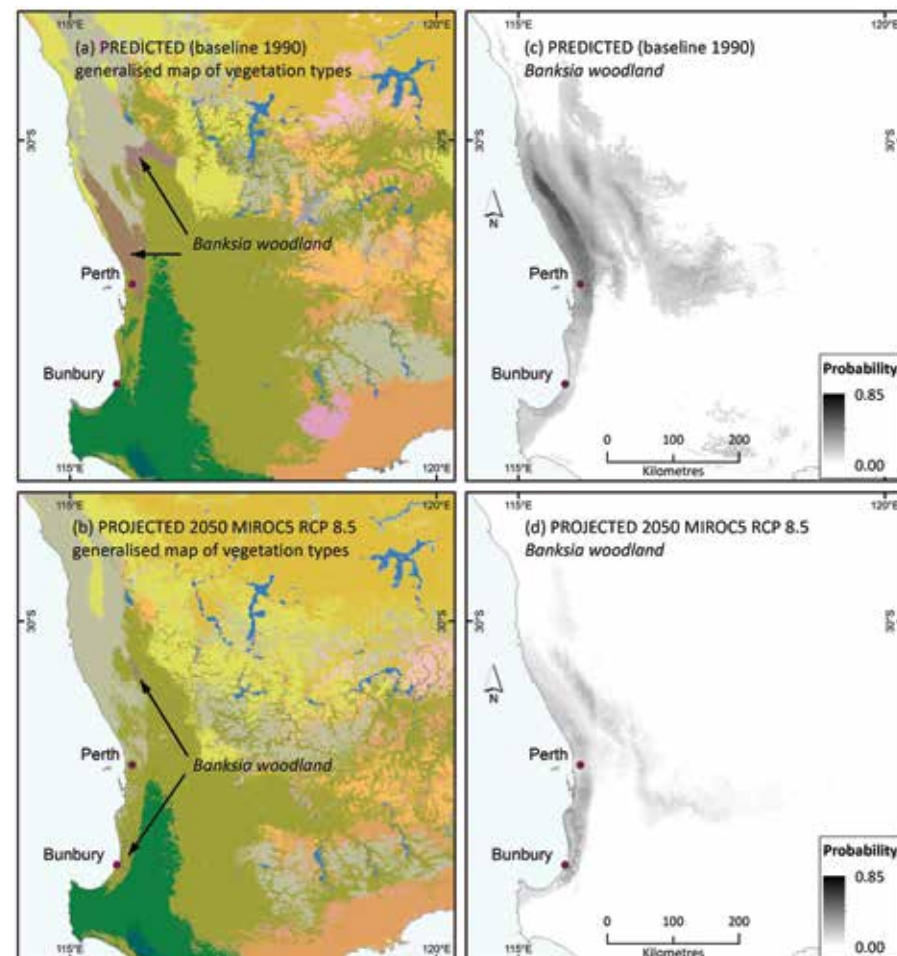 115°E
120°E
(a) PREDICTED (baseline 1990)
generalised map of vegetation types
30°S
Banksia woodland
Perth
Bunbury
115°E
120°E
115°E
120°E
(c) PREDICTED (baseline 1990)
Banksia woodland
30°S
30°S
N
Perth
Bunbury
Probability
0.85
0.00
0 100 200
Kilometres
115°E
120°E
115°E
120°E
(b) PROJECTED 2050 MIROC5 RCP 8.5
generalised map of vegetation types
30°S
Banksia woodland
Perth
Bunbury
115°E
120°E
115°E
120°E
(d) PROJECTED 2050 MIROC5 RCP 8.5
Banksia woodland
30°S
30°S
N
Perth
Bunbury
Probability
0.85
0.00
0 100 200
Kilometres
115°E
120°E